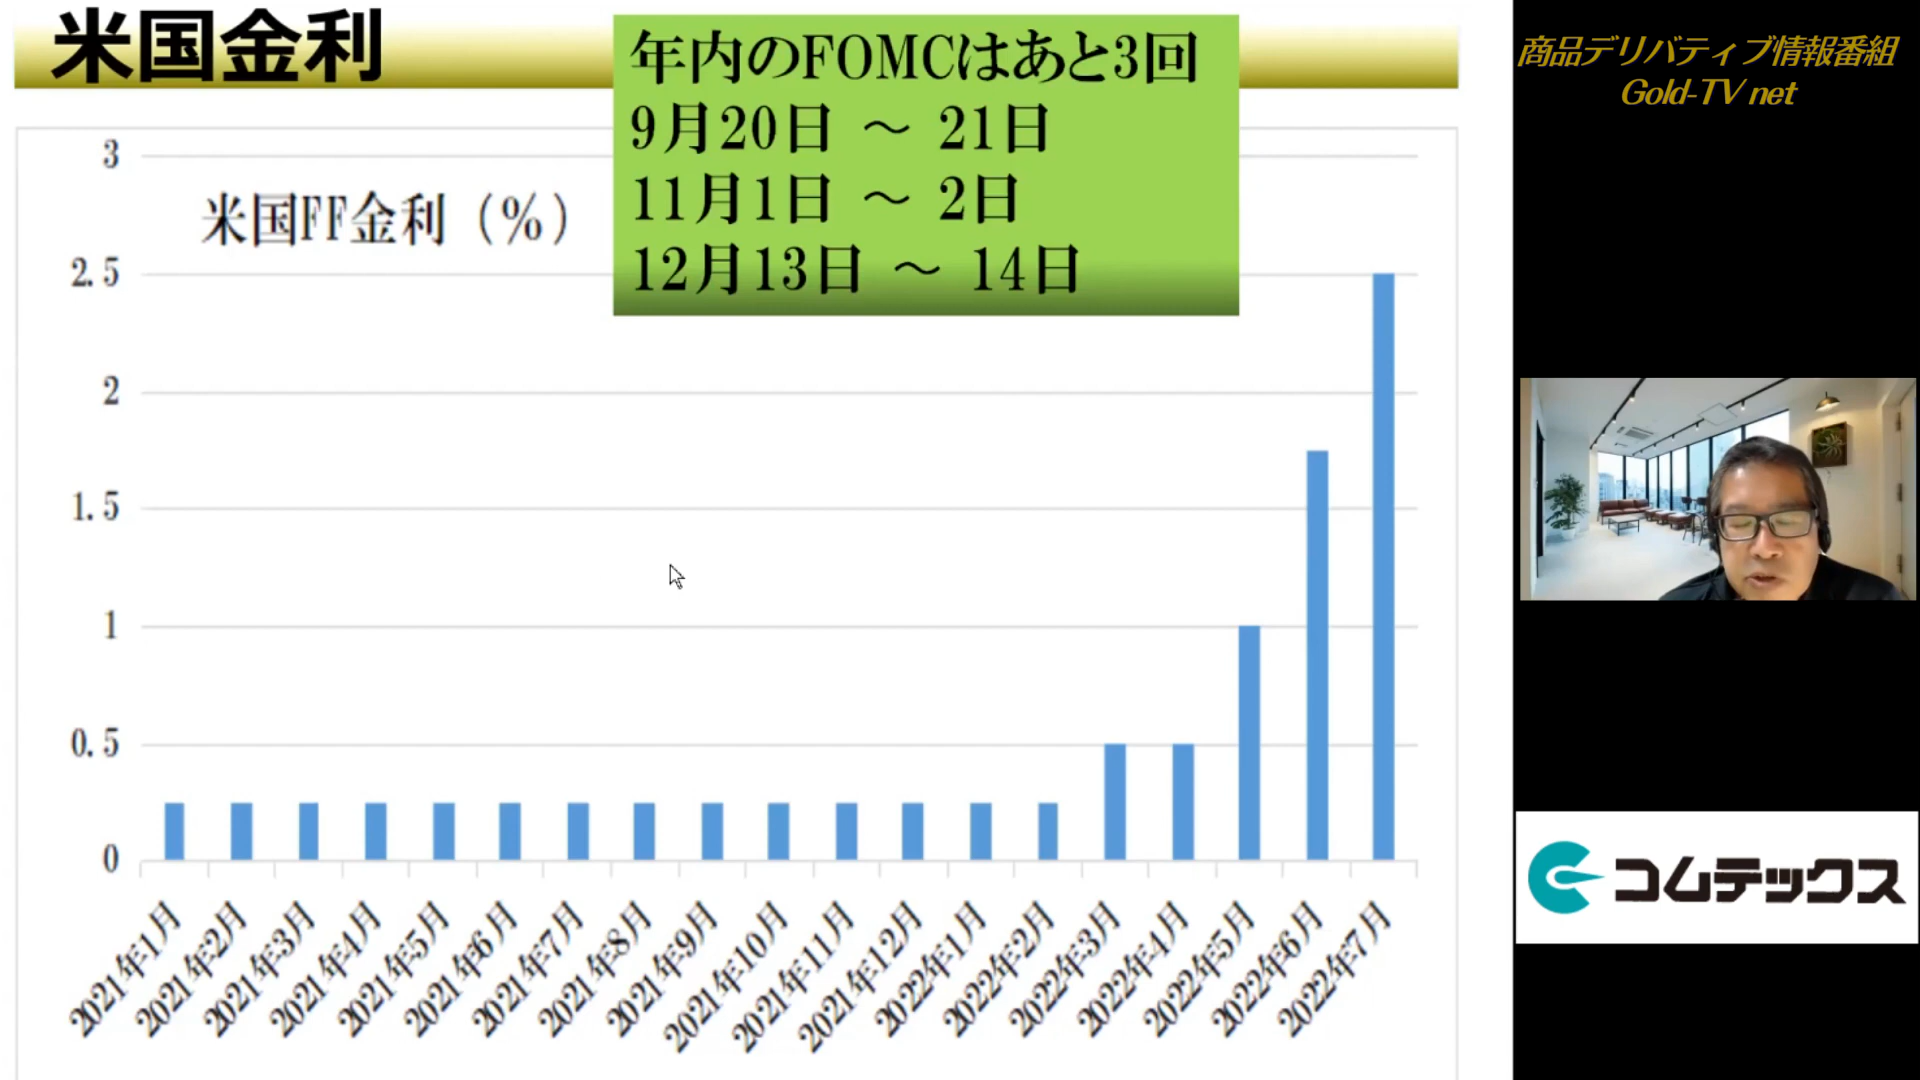 米国金利
年内のFOMCはあと3回
9月20日 ～ 21日
11月1日 ～ 2日
12月13日 ～ 14日
米国FF金利（%）
3
2.5
2
1.5
1
0.5
0
2021年1月
2021年2月
2021年3月
2021年4月
2021年5月
2021年6月
2021年7月
2021年8月
2021年9月
2021年10月
2021年11月
2021年12月
2022年1月
2022年2月
2022年3月
2022年4月
2022年5月
2022年6月
2022年7月
商品デリバティブ情報番組
Gold-TV net
コムテックス